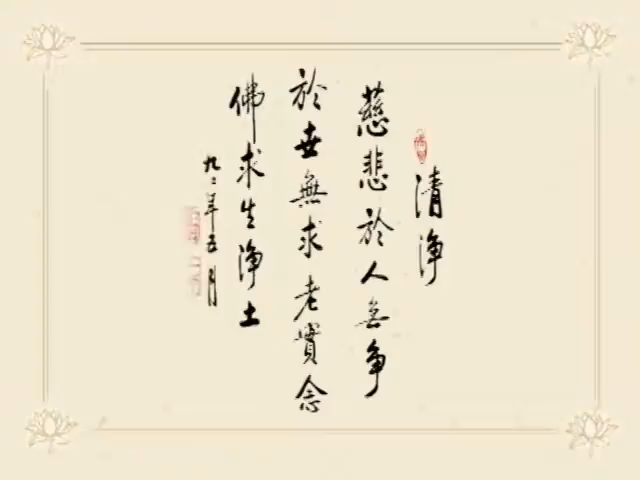 清淨
慈悲於人無争
於世無求老實念
佛求生淨土
九二年五月